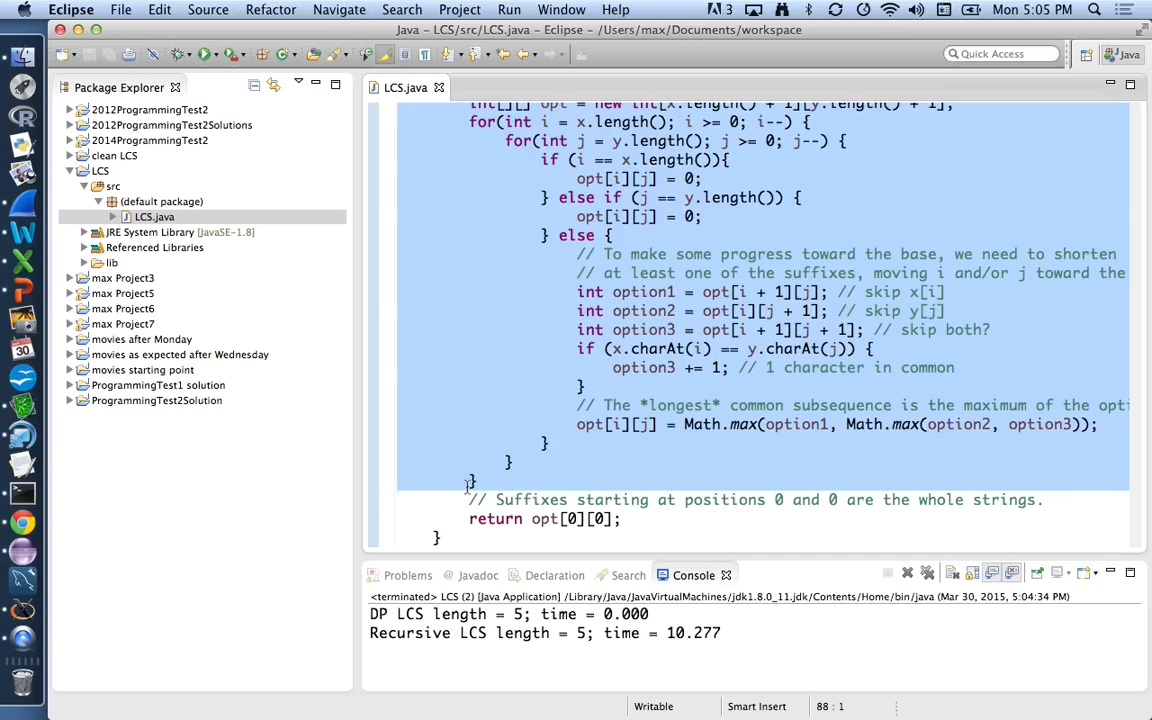 Eclipse File Edit Source Refactor Navigate Search Project Run Window Help 3 Mon 5:05 PM
Java - LCS/src/LCS.java - Eclipse - /Users/max/Documents/workspace
Quick Access Java
Package Explorer
2012ProgrammingTest2
2012ProgrammingTest2Solutions
2014ProgrammingTest2
clean LCS
LCS
src
(default package)
LCS.java
JRE System Library [JavaSE-1.8]
Referenced Libraries
lib
max Project3
max Project5
max Project6
max Project7
movies after Monday
movies as expected after Wednesday
movies starting point
ProgrammingTest1 solution
ProgrammingTest2Solution
LCS.java
int[][] opt = new int[x.length() + 1][y.length() + 1];
for(int i = x.length(); i >= 0; i--) {
for(int j = y.length(); j >= 0; j--) {
if (i == x.length()){
opt[i][j] = 0;
} else if (j == y.length()) {
opt[i][j] = 0;
} else {
// To make some progress toward the base, we need to shorten
// at least one of the suffixes, moving i and/or j toward the
int option1 = opt[i + 1][j]; // skip x[i]
int option2 = opt[i][j + 1]; // skip y[j]
int option3 = opt[i + 1][j + 1]; // skip both?
if (x.charAt(i) == y.charAt(j)) {
option3 += 1; // 1 character in common
}
// The *longest* common subsequence is the maximum of the opti
opt[i][j] = Math.max(option1, Math.max(option2, option3));
}
}
}
// Suffixes starting at positions 0 and 0 are the whole strings.
return opt[0][0];
}
Problems @ Javadoc Declaration Search Console
<terminated> LCS (2) [Java Application] /Library/Java/JavaVirtualMachines/jdk1.8.0_11.jdk/Contents/Home/bin/java (Mar 30, 2015, 5:04:34 PM)
DP LCS length = 5; time = 0.000
Recursive LCS length = 5; time = 10.277
Writable Smart Insert 88 : 1